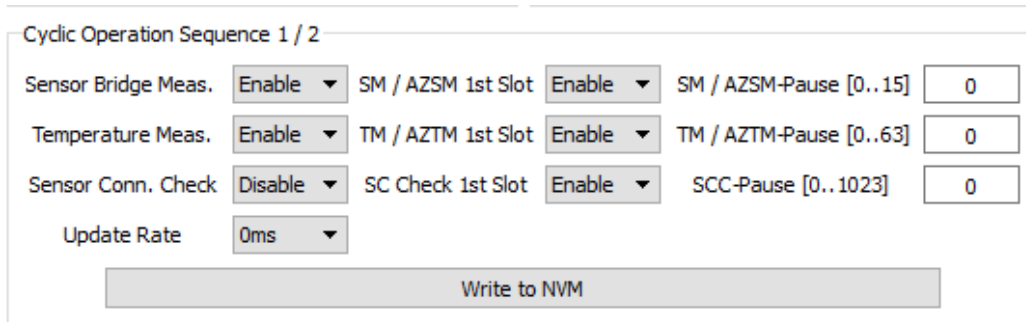 Cyclic Operation Sequence 1 / 2
Sensor Bridge Meas. Enable SM / AZSM 1st Slot Enable SM / AZSM-Pause [0..15] 0
Temperature Meas. Enable TM / AZTM 1st Slot Enable TM / AZTM-Pause [0..63] 0
Sensor Conn. Check Disable SC Check 1st Slot Enable SCC-Pause [0..1023] 0
Update Rate 0ms
Write to NVM